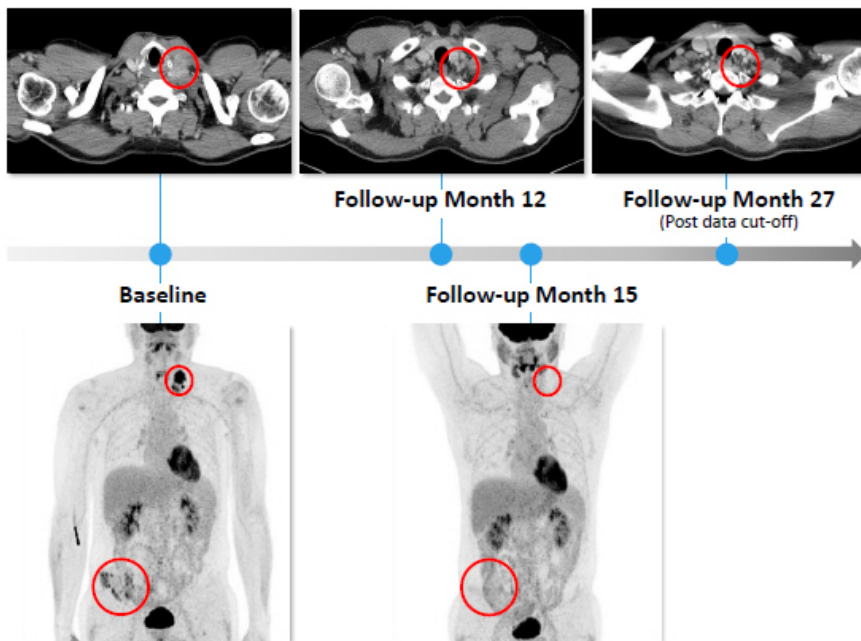 Follow-up Month 12
Follow-up Month 27
(Post data cut-off)
Baseline
Follow-up Month 15